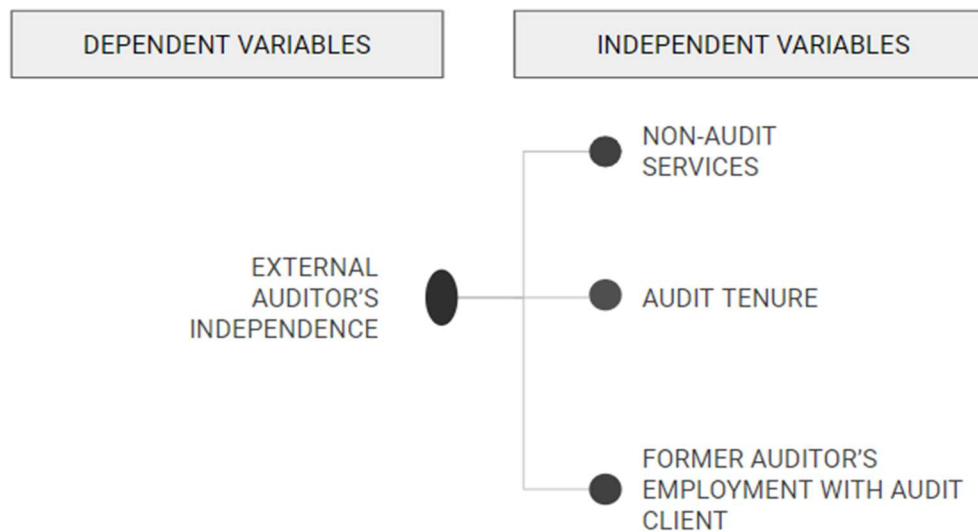 DEPENDENT VARIABLES
INDEPENDENT VARIABLES
NON-AUDIT
SERVICES
EXTERNAL
AUDITOR'S
INDEPENDENCE
AUDIT TENURE
FORMER AUDITOR'S
EMPLOYMENT WITH AUDIT
CLIENT